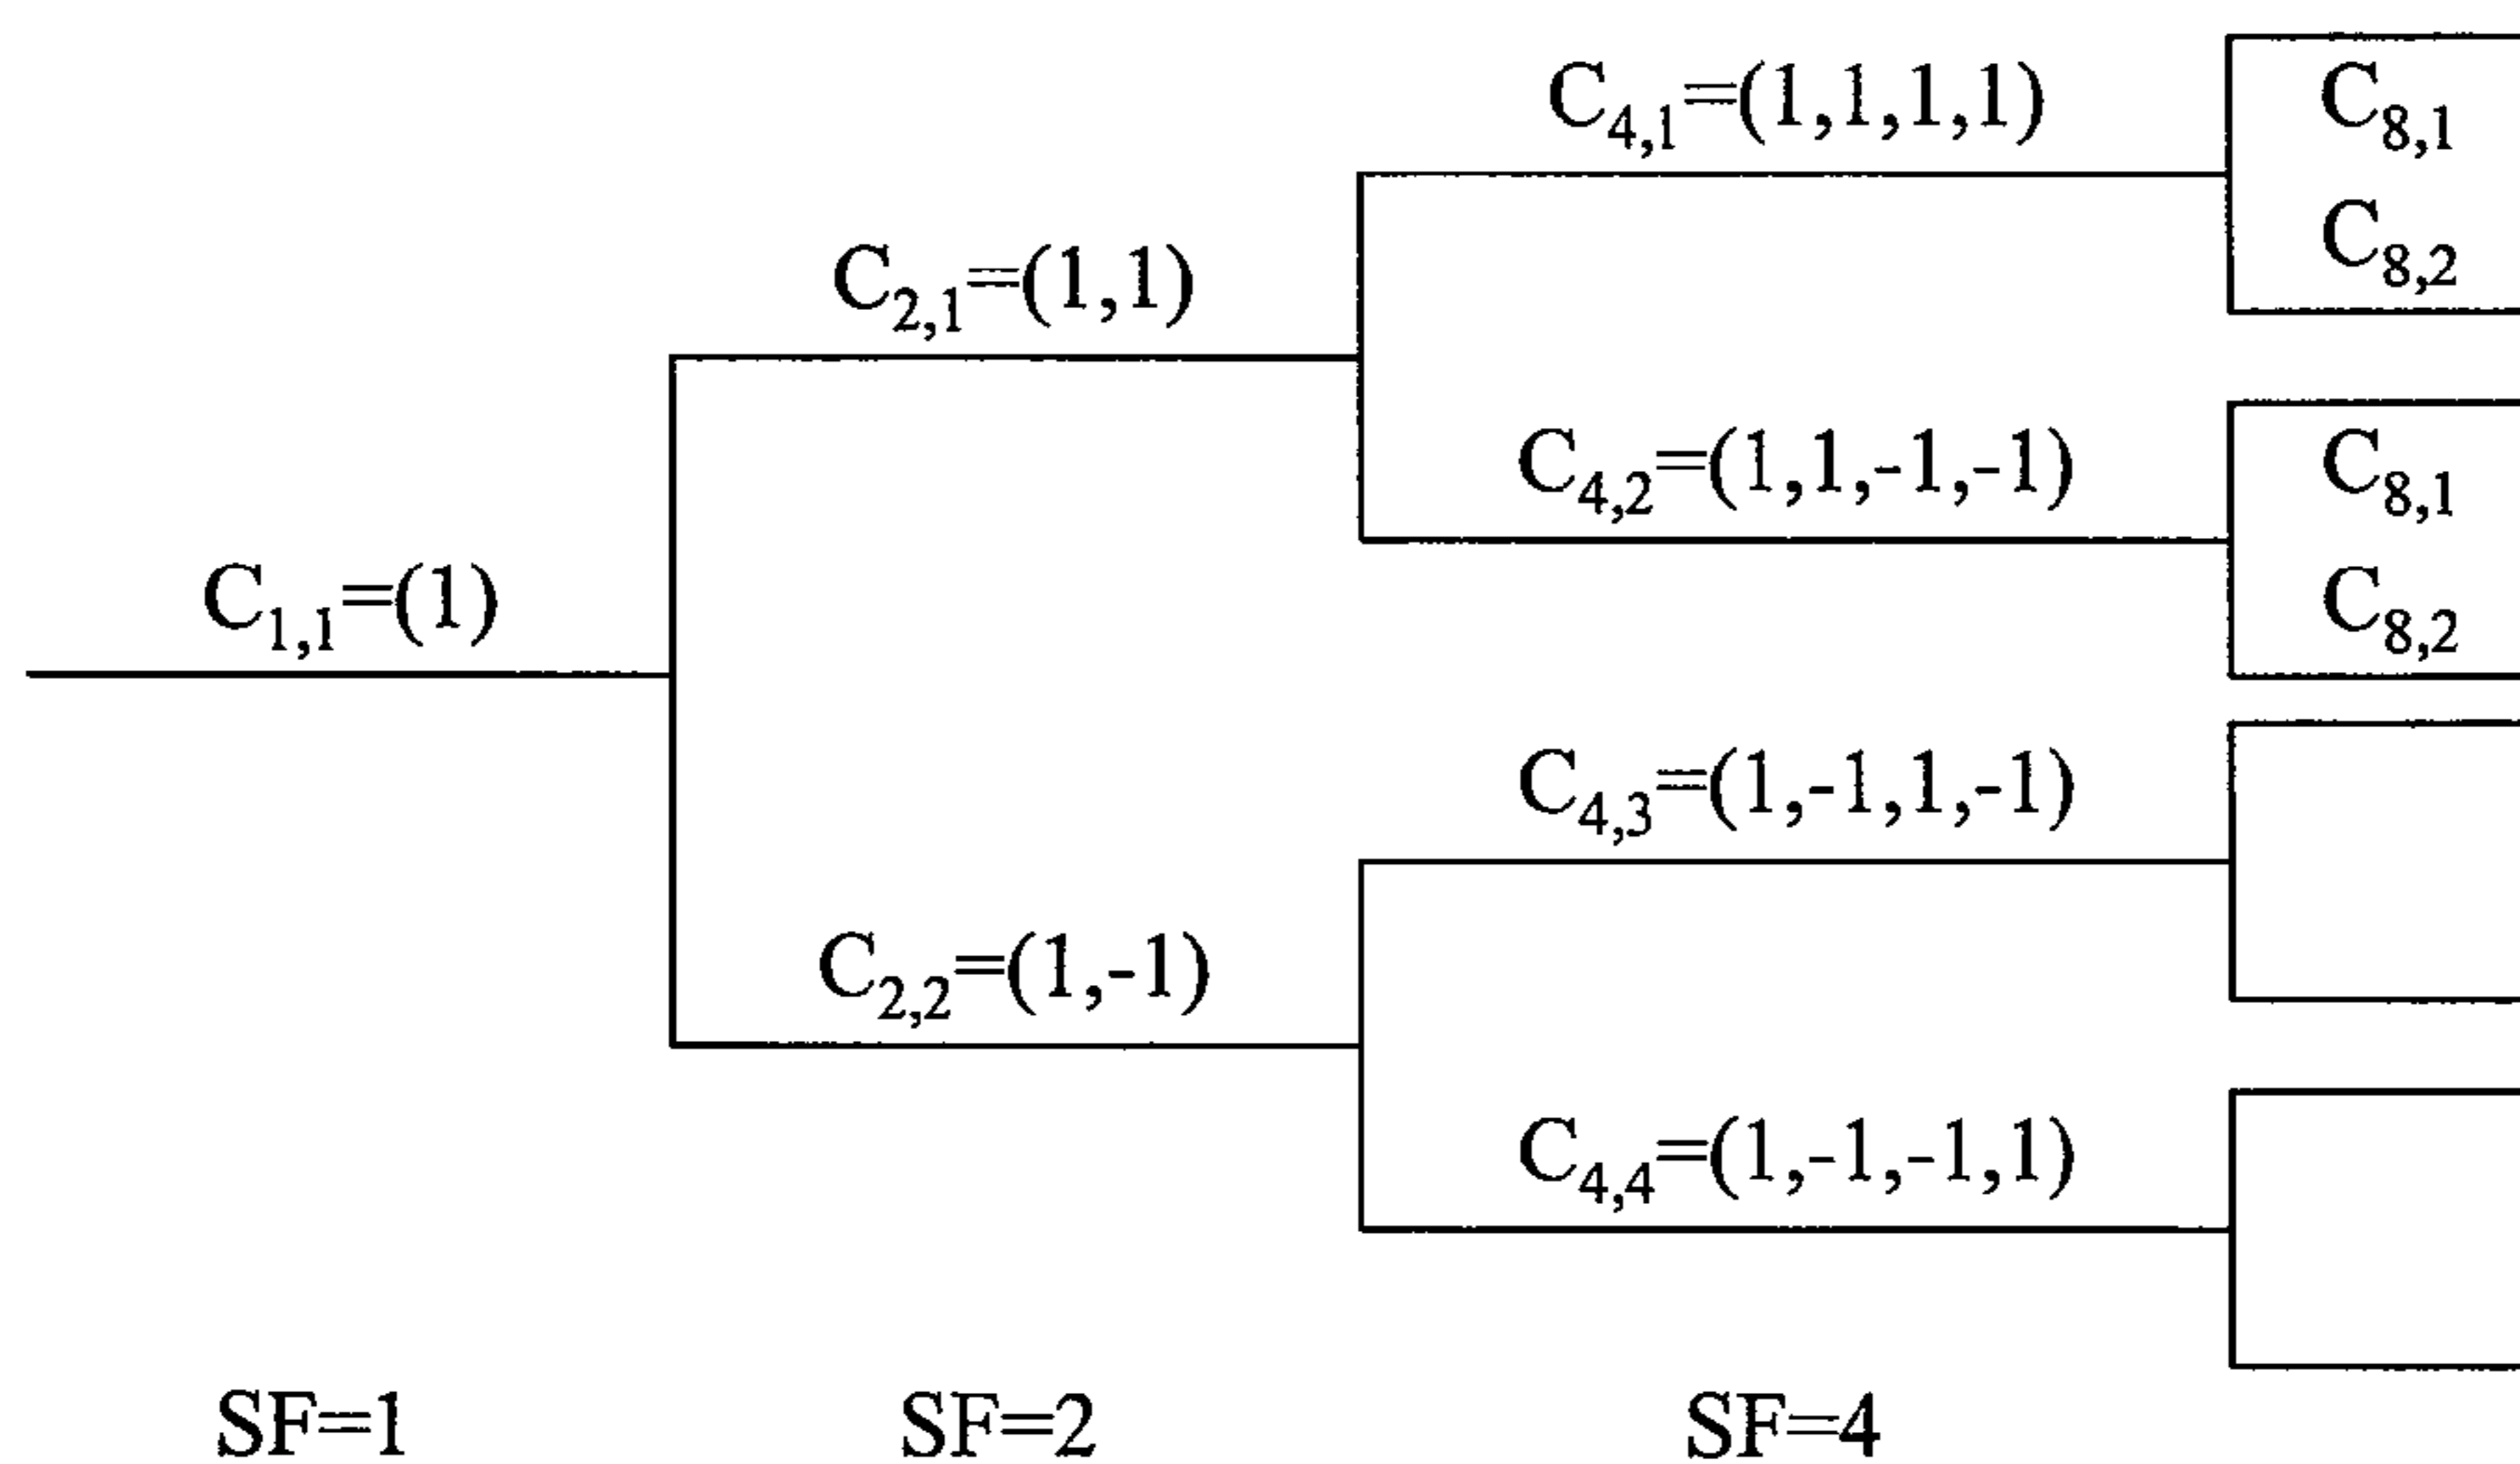 C₄,₁=(1,1,1,1)
C₈,₁
C₈,₂
C₂,₁=(1,1)
C₄,₂=(1,1,-1,-1)
C₈,₁
C₈,₂
C₁,₁=(1)
C₄,₃=(1,-1,1,-1)
C₂,₂=(1,-1)
C₄,₄=(1,-1,-1,1)
SF=1 SF=2 SF=4